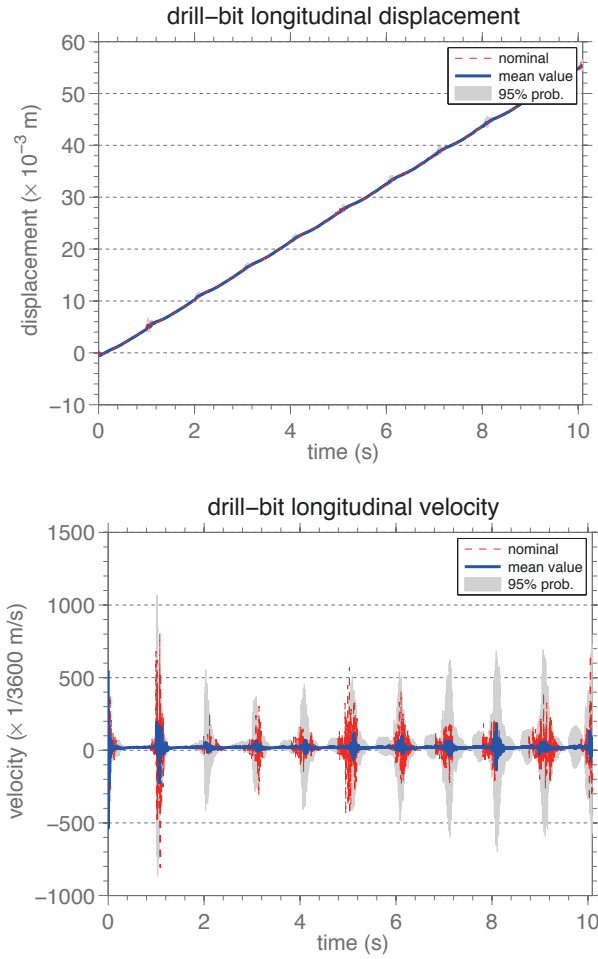 drill−bit longitudinal displacement
displacement (× 10⁻³ m)
60
50
40
30
20
10
0
−10
nominal
mean value
95% prob.
0 2 4 6 8 10
time (s)
drill−bit longitudinal velocity
velocity (× 1/3600 m/s)
1500
1000
500
0
−500
−1000
nominal
mean value
95% prob.
0 2 4 6 8 10
time (s)